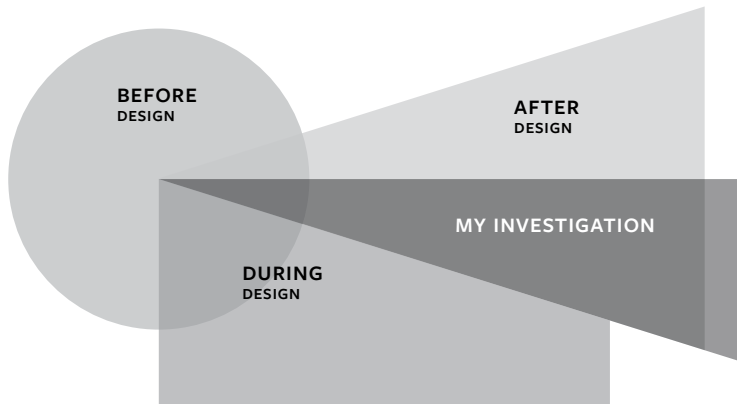 BEFORE
DESIGN
AFTER
DESIGN
MY INVESTIGATION
DURING
DESIGN